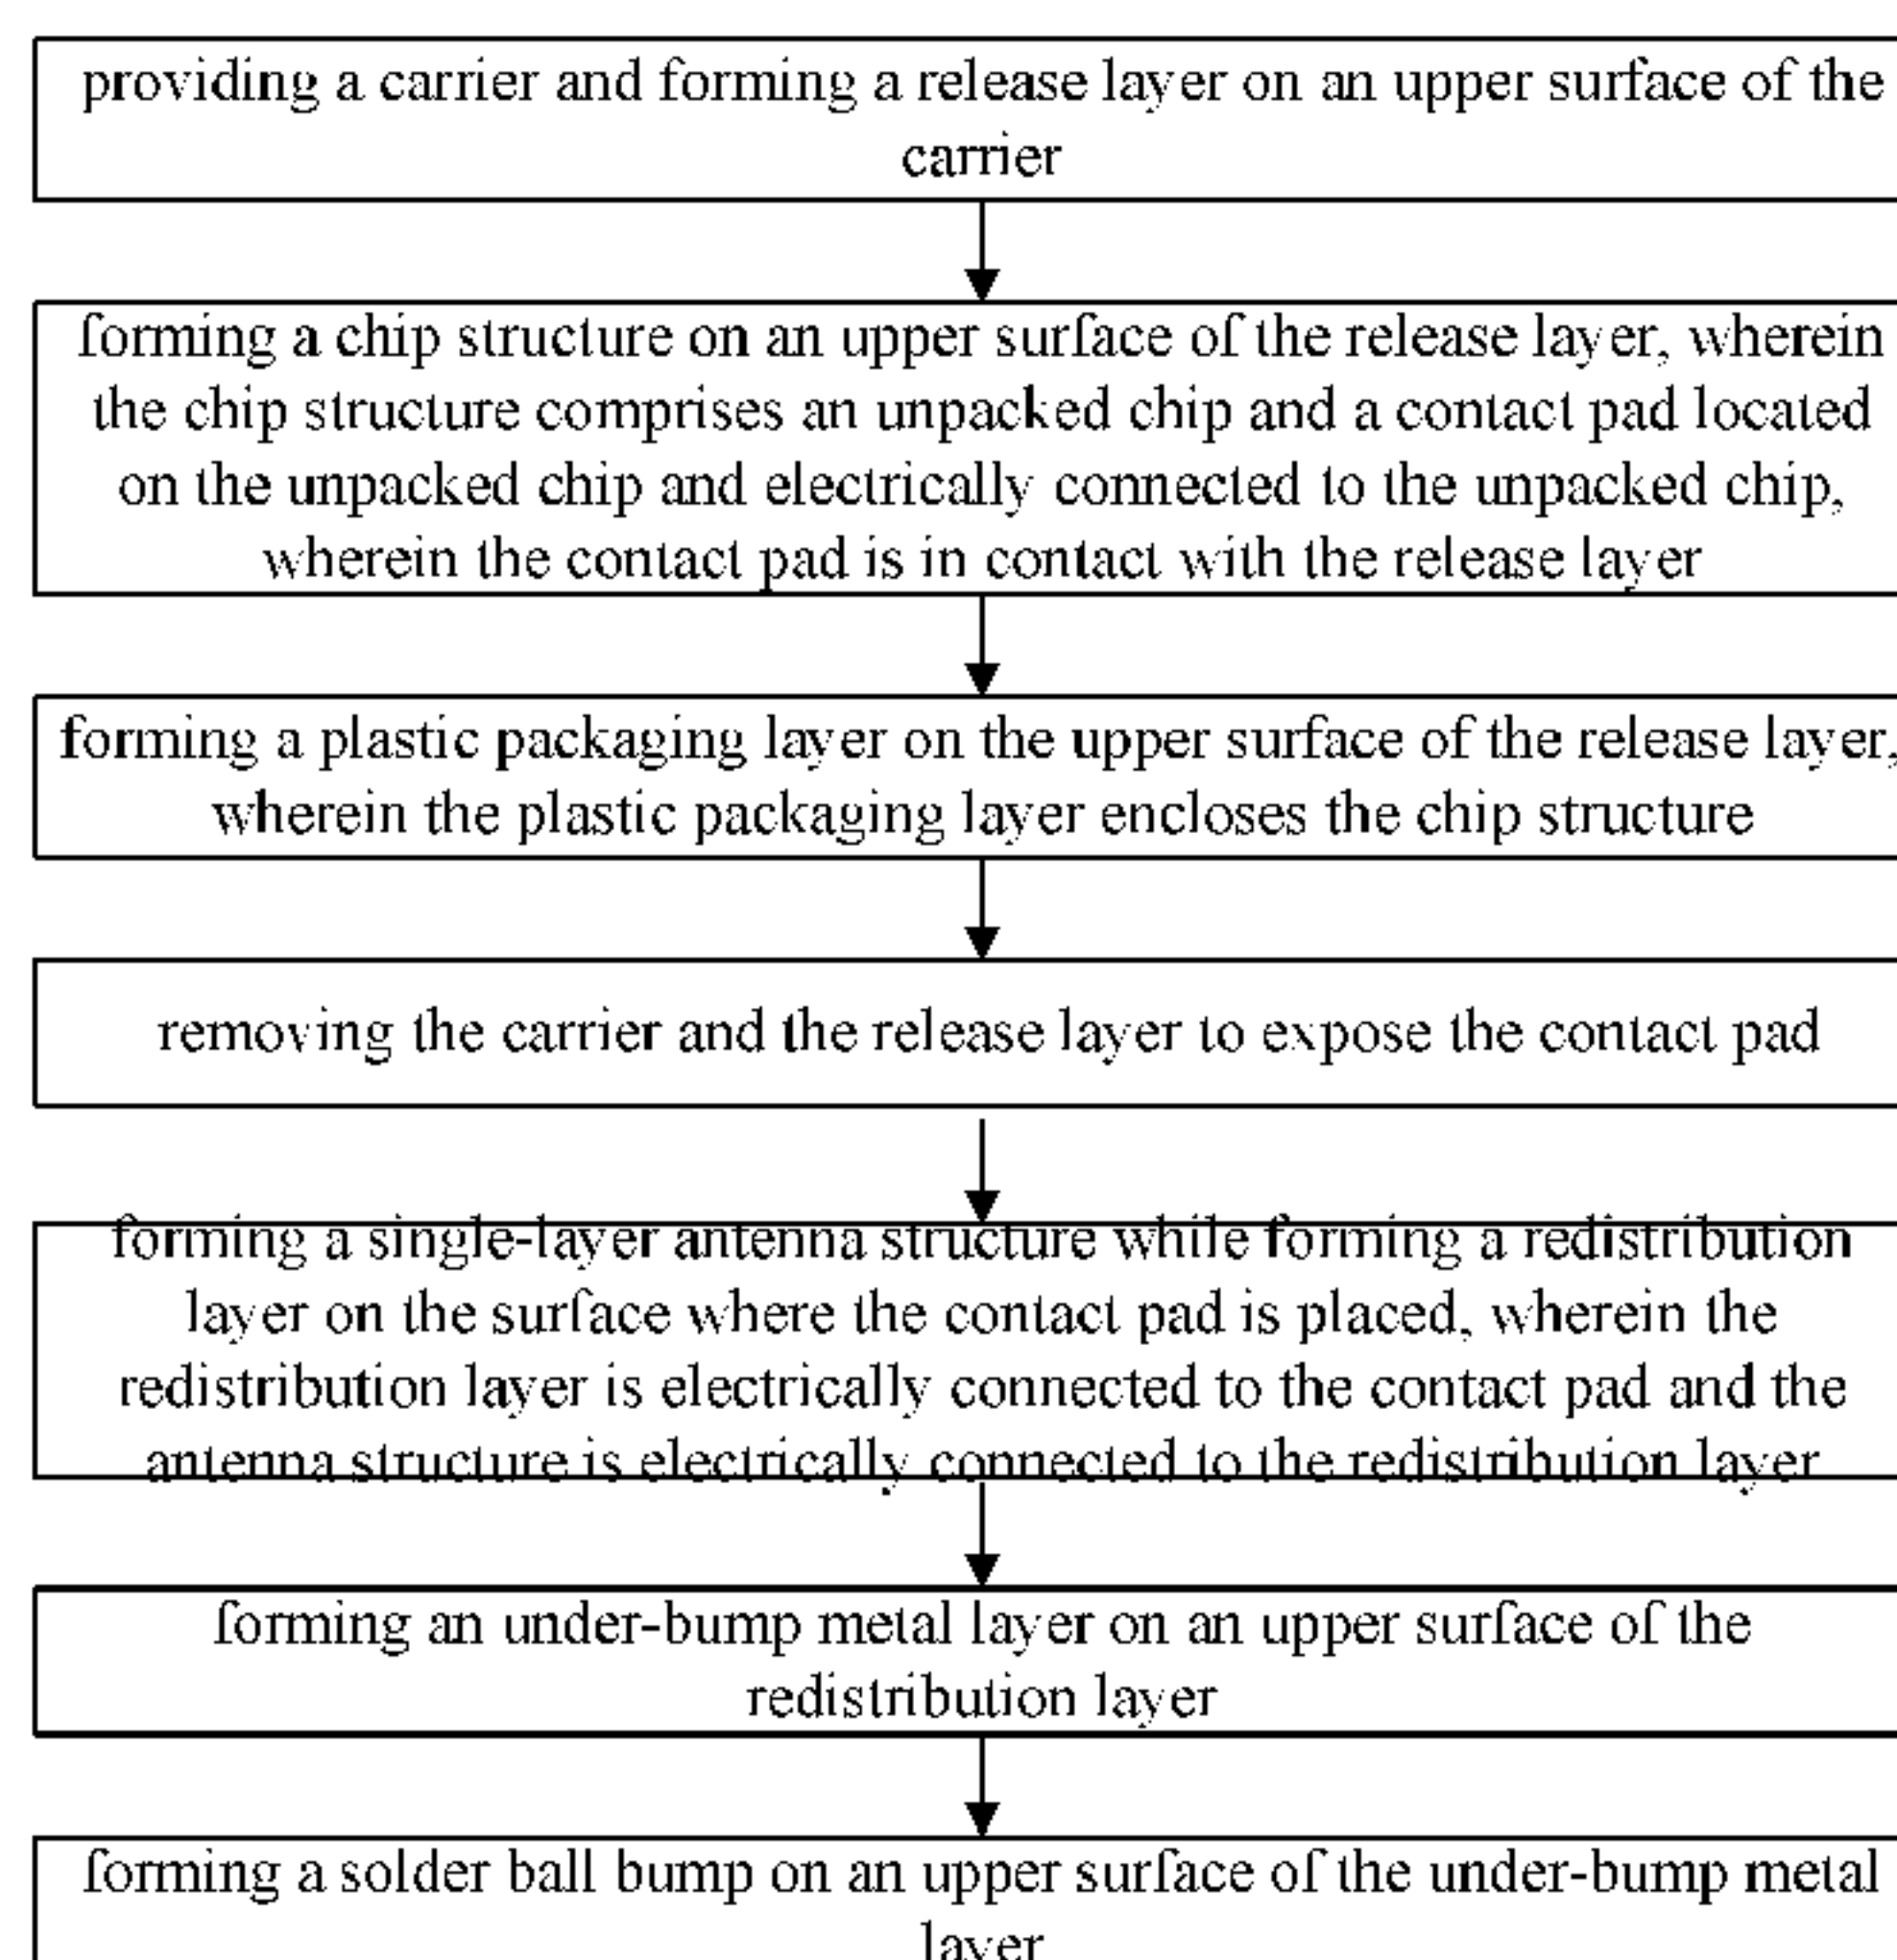 providing a carrier and forming a release layer on an upper surface of the
carrier
forming a chip structure on an upper surface of the release layer, wherein
the chip structure comprises an unpacked chip and a contact pad located
on the unpacked chip and electrically connected to the unpacked chip,
wherein the contact pad is in contact with the release layer
forming a plastic packaging layer on the upper surface of the release layer,
wherein the plastic packaging layer encloses the chip structure
removing the carrier and the release layer to expose the contact pad
forming a single-layer antenna structure while forming a redistribution
layer on the surface where the contact pad is placed, wherein the
redistribution layer is electrically connected to the contact pad and the
antenna structure is electrically connected to the redistribution layer
forming an under-bump metal layer on an upper surface of the
redistribution layer
forming a solder ball bump on an upper surface of the under-bump metal
layer